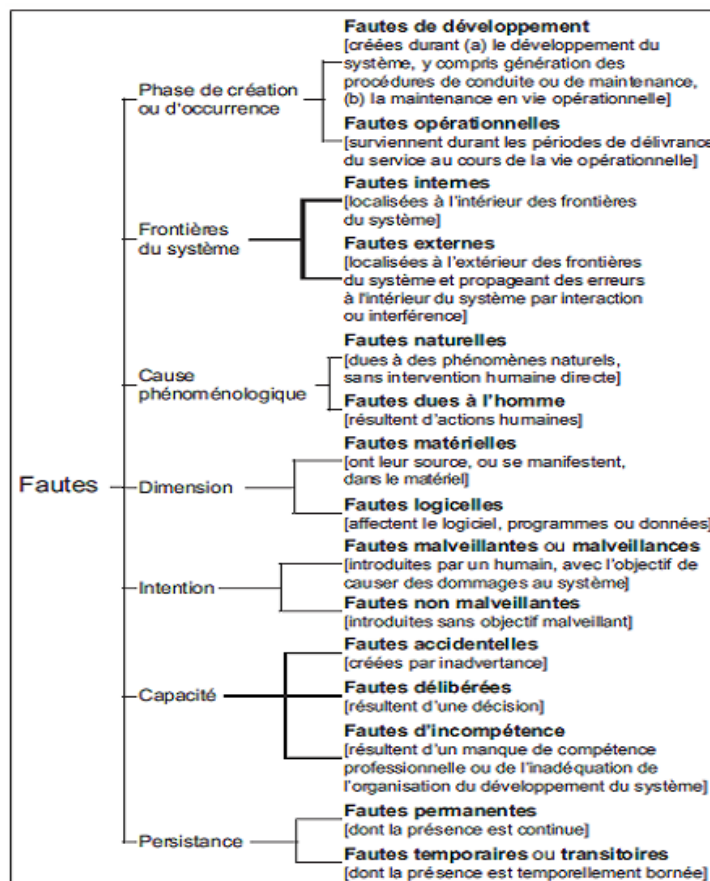 Fautes
Phase de création
ou d'occurrence
Fautes de développement
[créées durant (a) le développement du
système, y compris génération des
procédures de conduite ou de maintenance,
(b) la maintenance en vie opérationnelle]
Fautes opérationnelles
[surviennent durant les périodes de délivrance
du service au cours de la vie opérationnelle]
Frontières
du système
Fautes internes
[localisées à l'intérieur des frontières
du système]
Fautes externes
[localisées à l'extérieur des frontières
du système et propageant des erreurs
à l'intérieur du système par interaction
ou interférence]
Cause
phénoménologique
Fautes naturelles
[dues à des phénomènes naturels,
sans intervention humaine directe]
Fautes dues à l'homme
[résultent d'actions humaines]
Dimension
Fautes matérielles
[ont leur source, ou se manifestent,
dans le matériel]
Fautes logicelles
[affectent le logiciel, programmes ou données]
Intention
Fautes malveillantes ou malveillances
[introduites par un humain, avec l'objectif de
causer des dommages au système]
Fautes non malveillantes
[introduites sans objectif malveillant]
Capacité
Fautes accidentelles
[créées par inadvertance]
Fautes délibérées
[résultent d'une décision]
Fautes d'incompétence
[résultent d'un manque de compétence
professionnelle ou de l'inadéquation de
l'organisation du développement du système]
Persistance
Fautes permanentes
[dont la présence est continue]
Fautes temporaires ou transitoires
[dont la présence est temporellement bornée]